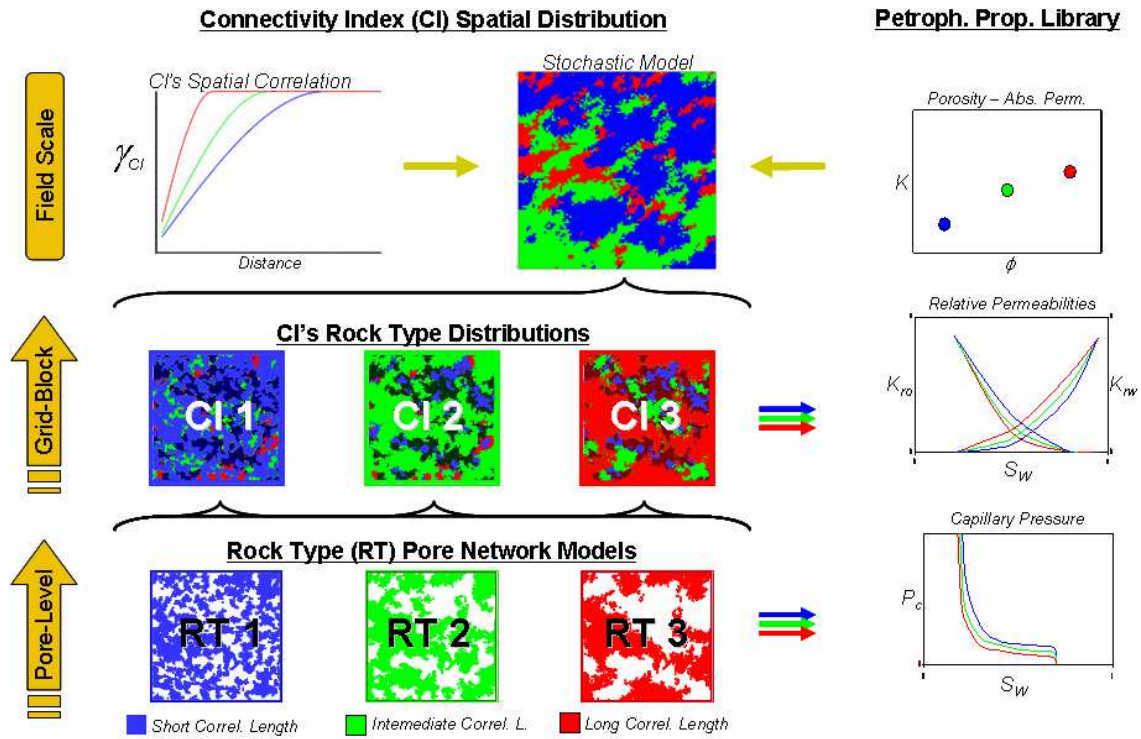 Connectivity Index (CI) Spatial Distribution
Petroph. Prop. Library
Field Scale
CI's Spatial Correlation
γCI
Distance
Stochastic Model
Porosity – Abs. Perm.
K
ϕ
Grid-Block
CI's Rock Type Distributions
CI 1
CI 2
CI 3
Relative Permeabilities
Kro
Krw
SW
Pore-Level
Rock Type (RT) Pore Network Models
RT 1
RT 2
RT 3
Capillary Pressure
Pc
SW
Short Correl. Length
Intemediate Correl. L.
Long Correl. Length